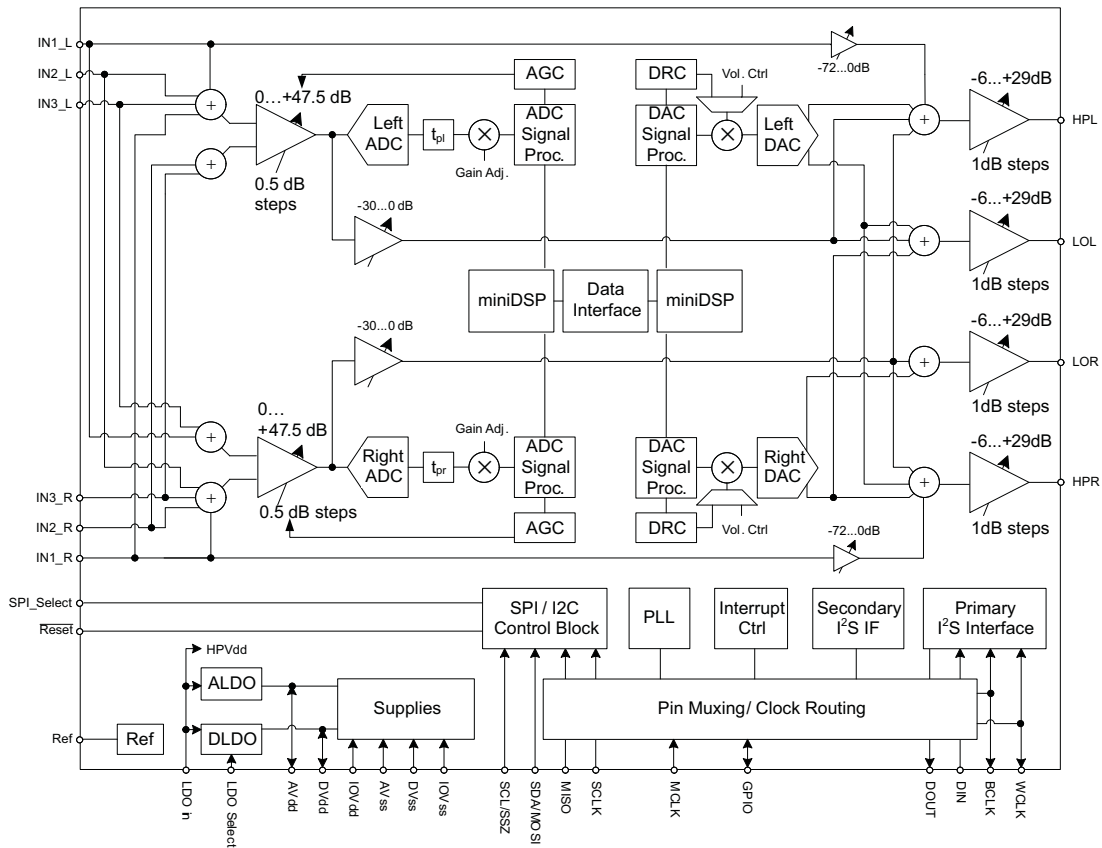 IN1_L
IN2_L
IN3_L
-72...0dB
0…+47.5 dB
0.5 dB
steps
Left
ADC
tpl
Gain Adj.
AGC
ADC
Signal
Proc.
DRC
Vol. Ctrl
DAC
Signal
Proc.
Left
DAC
-6...+29dB
HPL
1dB steps
-30...0 dB
-6...+29dB
LOL
1dB steps
miniDSP
Data
Interface
miniDSP
-30...0 dB
-6...+29dB
LOR
1dB steps
0…
+47.5 dB
0.5 dB steps
Right
ADC
tpr
Gain Adj.
ADC
Signal
Proc.
AGC
DAC
Signal
Proc.
DRC
Vol. Ctrl
Right
DAC
-6...+29dB
HPR
1dB steps
-72...0dB
IN3_R
IN2_R
IN1_R
SPI_Select
Reset
SPI / I2C
Control Block
PLL
Interrupt
Ctrl
Secondary
I²S IF
Primary
I²S Interface
HPVdd
ALDO
DLDO
Supplies
Pin Muxing/ Clock Routing
Ref
Ref
LDO in
LDO Select
AVdd
DVdd
IOVdd
AVss
DVss
IOVss
SCL/SSZ
SDA/MOSI
MISO
SCLK
MCLK
GPIO
DOUT
DIN
BCLK
WCLK